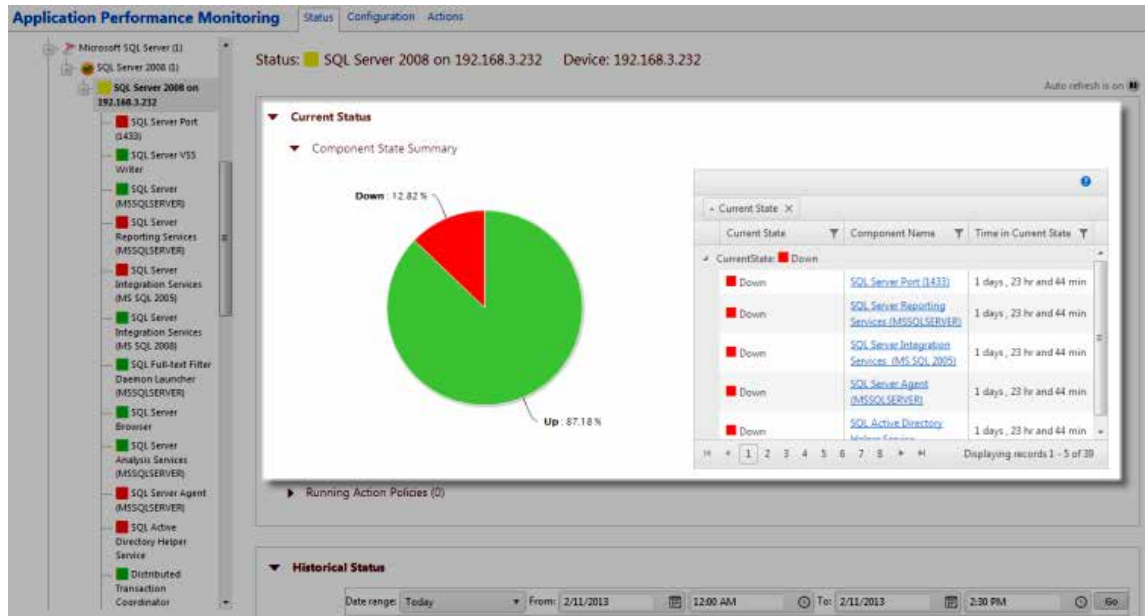 Application Performance Monitoring
Status Configuration Actions
Microsoft SQL Server (1)
SQL Server 2008 (1)
SQL Server 2008 on
192.168.3.232
SQL Server Port
(1433)
SQL Server VSS
Writer
SQL Server
(MSSQLSERVER)
SQL Server
Reporting Services
(MSSQLSERVER)
SQL Server
Integration Services
(MS SQL 2005)
SQL Server
Integration Services
(MS SQL 2008)
SQL Full-text Filter
Daemon Launcher
(MSSQLSERVER)
SQL Server
Browser
SQL Server
Analysis Services
(MSSQLSERVER)
SQL Server Agent
(MSSQLSERVER)
SQL Active
Directory Helper
Service
Distributed
Transaction
Coordinator
Status: SQL Server 2008 on 192.168.3.232 Device: 192.168.3.232
Auto refresh is on
Current Status
Component State Summary
Down : 12.82 %
Up : 87.18 %
Current State
Current State Component Name Time in Current State
CurrentState: Down
Down SQL Server Port (1433) 1 days , 23 hr and 44 min
Down SQL Server Reporting
Services (MSSQLSERVER) 1 days , 23 hr and 44 min
Down SQL Server Integration
Services (MS SQL 2005) 1 days , 23 hr and 44 min
Down SQL Server Agent
(MSSQLSERVER) 1 days , 23 hr and 44 min
Down SQL Active Directory
Helper Service 1 days , 23 hr and 44 min
1 2 3 4 5 6 7 8 Displaying records 1 - 5 of 39
Running Action Policies (0)
Historical Status
Date range: Today From: 2/11/2013 12:00 AM To: 2/11/2013 2:30 PM Go